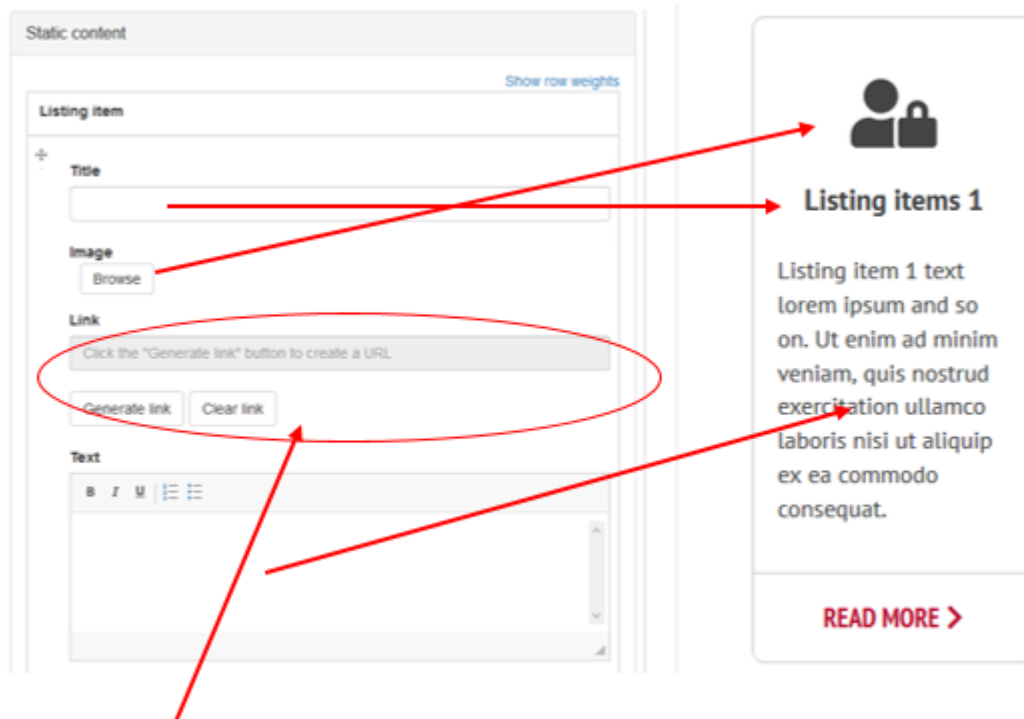 Static content
Show row weights
Listing item
Title
Image
Browse
Link
Click the "Generate link" button to create a URL
Generate link
Clear link
Text
B I U
Listing items 1
Listing item 1 text
lorem ipsum and so
on. Ut enim ad minim
veniam, quis nostrud
exercitation ullamco
laboris nisi ut aliquip
ex ea commodo
consequat.
READ MORE